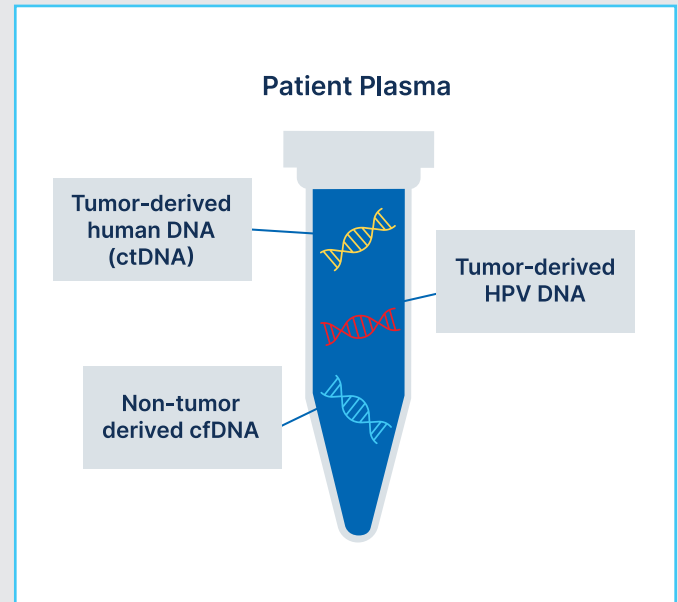 Patient Plasma
Tumor-derived
human DNA
(ctDNA)
Tumor-derived
HPV DNA
Non-tumor
derived cfDNA